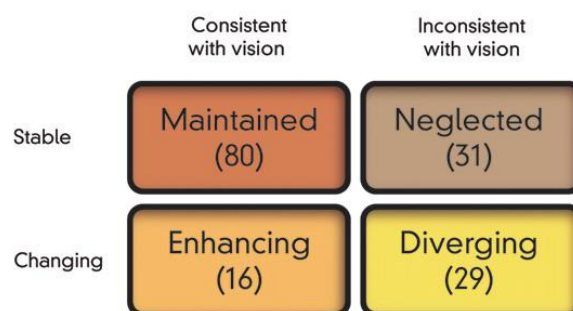 Consistent
with vision
Inconsistent
with vision
Stable
Maintained
(80)
Neglected
(31)
Changing
Enhancing
(16)
Diverging
(29)